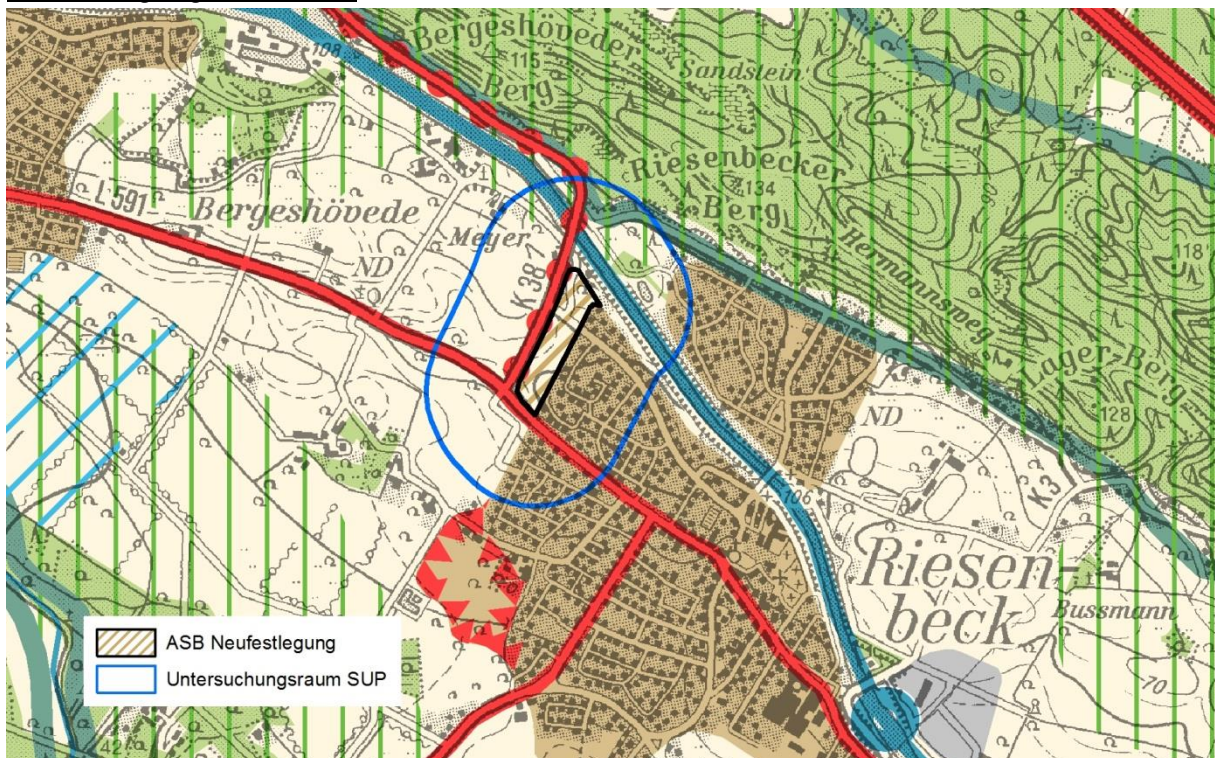 108
Bergeshöveder
115
Berg
Sandstein
Riesenbecker
134
Berg
L 591
Bergeshövede
Meyer
ND
K 38
Hermannsweg
118
Lager-Berg
128
ND
106
K 3
Riesen-
beck
Bussmann
70
ASB Neufestlegung
Untersuchungsraum SUP